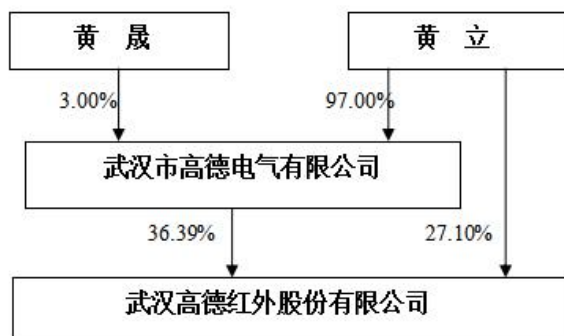 黄 晟
黄 立
3.00%
97.00%
武汉市高德电气有限公司
36.39%
27.10%
武汉高德红外股份有限公司